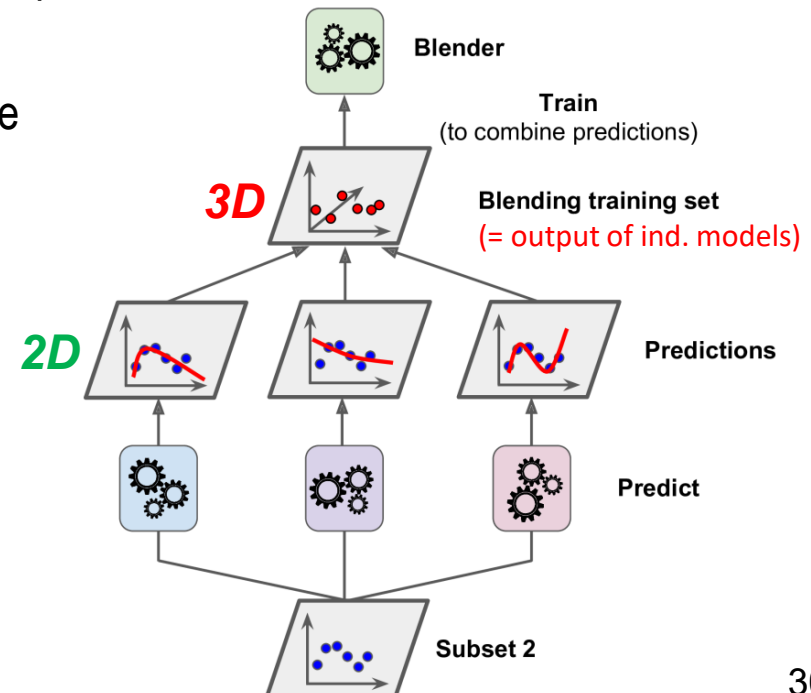 Blender
e
Train
(to combine predictions)
3D
Blending training set
(= output of ind. models)
2D
Predictions
Predict
Subset 2